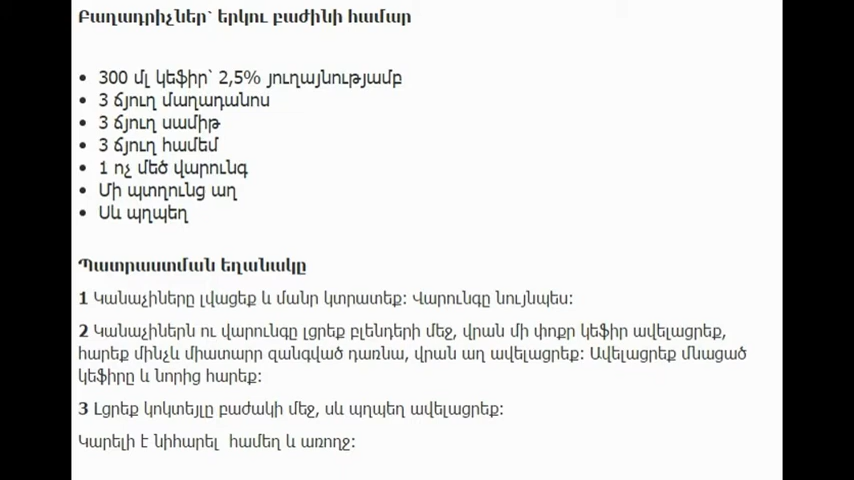 Բաղադրիչներ` երկու բաժինի համար
• 300 մլ կեֆիր` 2,5% յուղայնությամբ
• 3 ճյուղ մաղադանոս
• 3 ճյուղ սամիթ
• 3 ճյուղ համեմ
• 1 ոչ մեծ վարունգ
• Մի պտղունց աղ
• Սև պղպեղ
Պատրաստման եղանակը
1 Կանաչիները լվացեք և մանր կտրատեք: Վարունգը նույնպես:
2 Կանաչիներն ու վարունգը լցրեք բլենդերի մեջ, վրան մի փոքր կեֆիր ավելացրեք,
հարեք մինչև միատարր զանգված դառնա, վրան աղ ավելացրեք: Ավելացրեք մնացած
կեֆիրը և նորից հարեք:
3 Լցրեք կոկտեյլը բաժակի մեջ, սև պղպեղ ավելացրեք:
Կարելի է նիհարել  համեղ և առողջ: